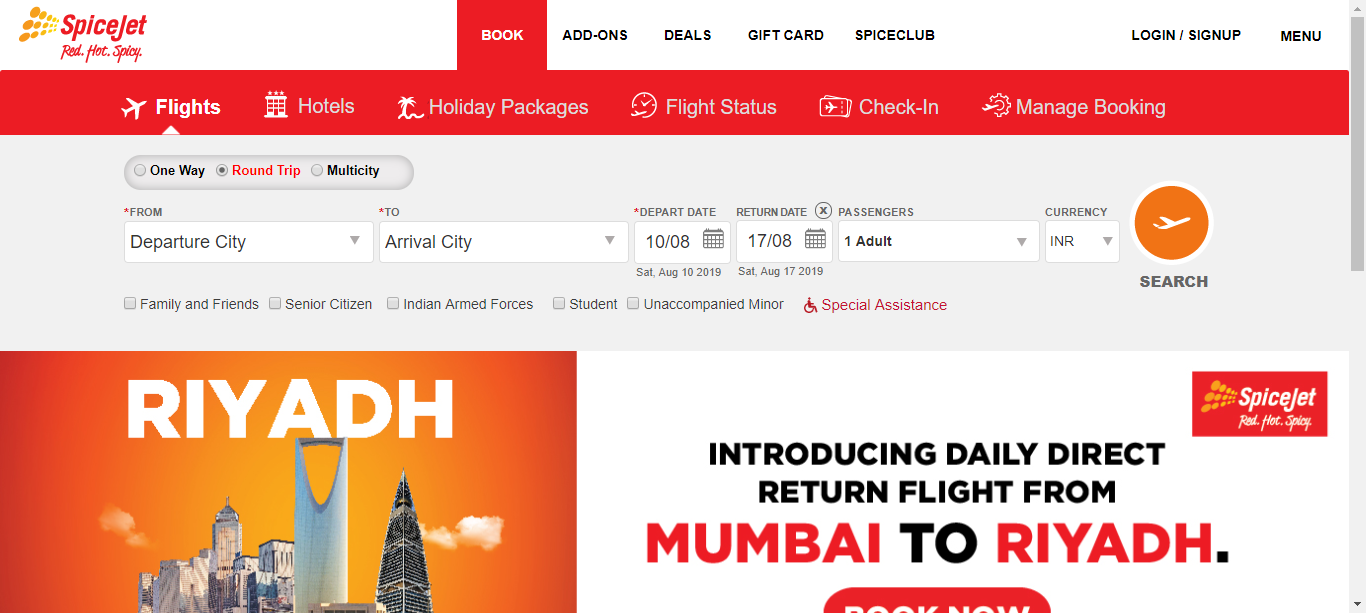 SpiceJet
Red. Hot. Spicy.
BOOK ADD-ONS DEALS GIFT CARD SPICECLUB LOGIN / SIGNUP MENU
Flights Hotels Holiday Packages Flight Status Check-In Manage Booking
One Way Round Trip Multicity
*FROM *TO *DEPART DATE RETURN DATE X PASSENGERS CURRENCY
Departure City Arrival City 10/08 17/08 1 Adult INR
Sat, Aug 10 2019 Sat, Aug 17 2019
SEARCH
Family and Friends Senior Citizen Indian Armed Forces Student Unaccompanied Minor Special Assistance
RIYADH
SpiceJet
Red. Hot. Spicy.
INTRODUCING DAILY DIRECT
RETURN FLIGHT FROM
MUMBAI TO RIYADH.
BOOK NOW